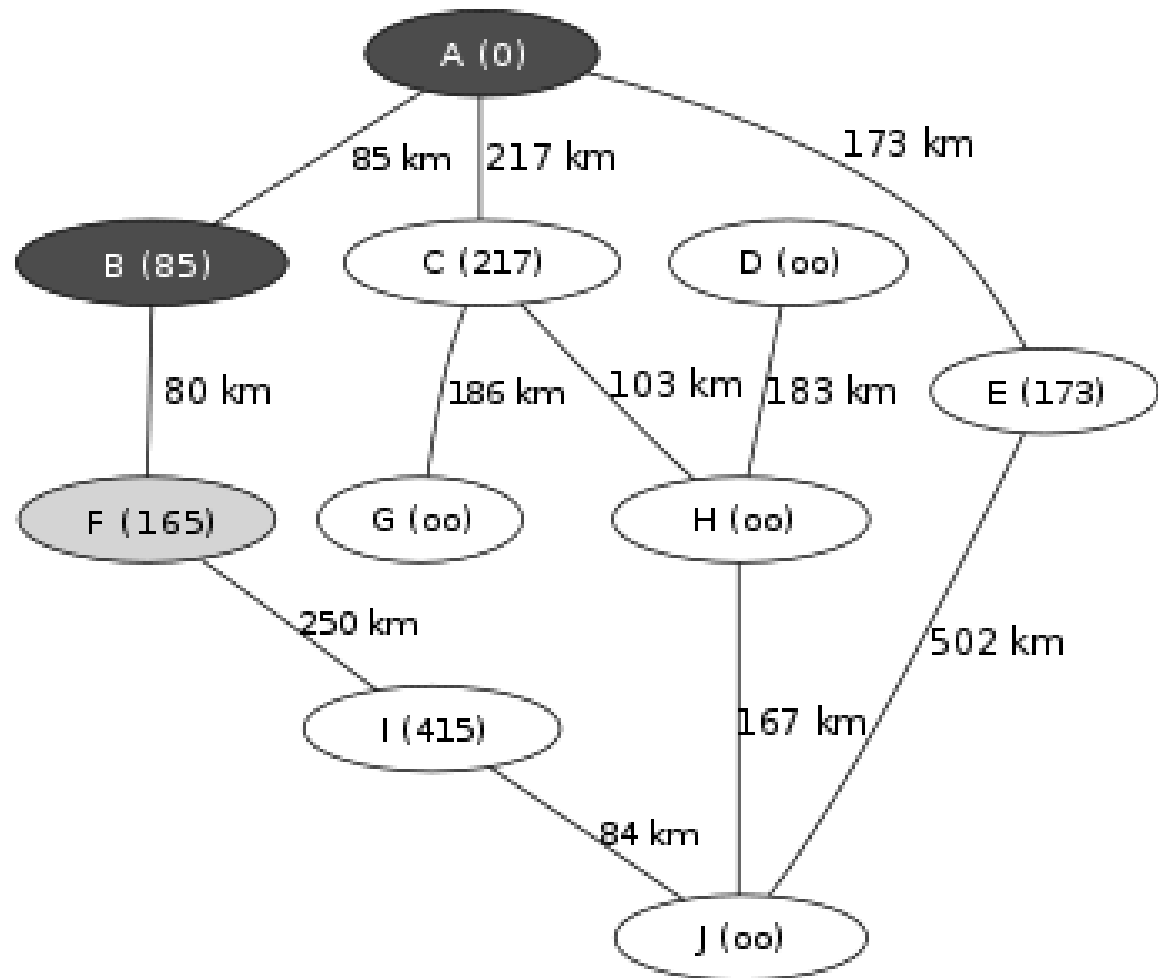 A (0)
85 km
217 km
173 km
B (85)
C (217)
D (oo)
80 km
186 km
103 km
183 km
E (173)
F (165)
G (oo)
H (oo)
250 km
502 km
I (415)
167 km
84 km
J (oo)